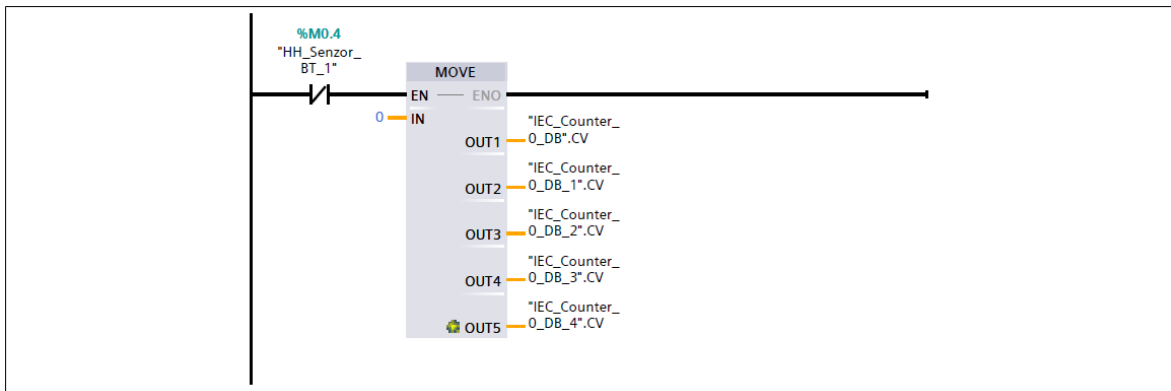 %M0.4
"HH_Senzor_
BT_1"
MOVE
EN
ENO
0
IN
OUT1
"IEC_Counter_
0_DB".CV
OUT2
"IEC_Counter_
0_DB_1".CV
OUT3
"IEC_Counter_
0_DB_2".CV
OUT4
"IEC_Counter_
0_DB_3".CV
OUT5
"IEC_Counter_
0_DB_4".CV